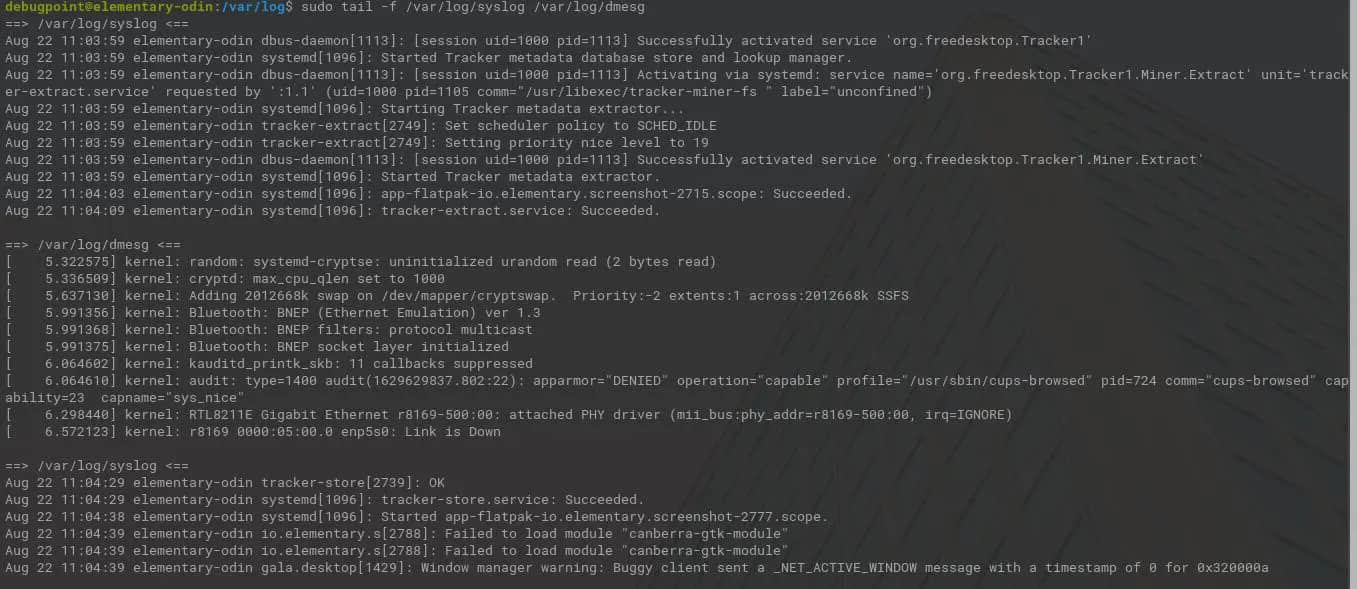 debugpoint@elementary-odin:/var/log$ sudo tail -f /var/log/syslog /var/log/dmesg
==> /var/log/syslog <==
Aug 22 11:03:59 elementary-odin dbus-daemon[1113]: [session uid=1000 pid=1113] Successfully activated service 'org.freedesktop.Tracker1'
Aug 22 11:03:59 elementary-odin systemd[1096]: Started Tracker metadata database store and lookup manager.
Aug 22 11:03:59 elementary-odin dbus-daemon[1113]: [session uid=1000 pid=1113] Activating via systemd: service name='org.freedesktop.Tracker1.Miner.Extract' unit='track
er-extract.service' requested by ':1.1' (uid=1000 pid=1105 comm="/usr/libexec/tracker-miner-fs " label="unconfined")
Aug 22 11:03:59 elementary-odin systemd[1096]: Starting Tracker metadata extractor...
Aug 22 11:03:59 elementary-odin tracker-extract[2749]: Set scheduler policy to SCHED_IDLE
Aug 22 11:03:59 elementary-odin tracker-extract[2749]: Setting priority nice level to 19
Aug 22 11:03:59 elementary-odin dbus-daemon[1113]: [session uid=1000 pid=1113] Successfully activated service 'org.freedesktop.Tracker1.Miner.Extract'
Aug 22 11:03:59 elementary-odin systemd[1096]: Started Tracker metadata extractor.
Aug 22 11:04:03 elementary-odin systemd[1096]: app-flatpak-io.elementary.screenshot-2715.scope: Succeeded.
Aug 22 11:04:09 elementary-odin systemd[1096]: tracker-extract.service: Succeeded.

==> /var/log/dmesg <==
[    5.322575] kernel: random: systemd-cryptse: uninitialized urandom read (2 bytes read)
[    5.336509] kernel: cryptd: max_cpu_qlen set to 1000
[    5.637130] kernel: Adding 2012668k swap on /dev/mapper/cryptswap.  Priority:-2 extents:1 across:2012668k SSFS
[    5.991356] kernel: Bluetooth: BNEP (Ethernet Emulation) ver 1.3
[    5.991368] kernel: Bluetooth: BNEP filters: protocol multicast
[    5.991375] kernel: Bluetooth: BNEP socket layer initialized
[    6.064602] kernel: kauditd_printk_skb: 11 callbacks suppressed
[    6.064610] kernel: audit: type=1400 audit(1629629837.802:22): apparmor="DENIED" operation="capable" profile="/usr/sbin/cups-browsed" pid=724 comm="cups-browsed" cap
ability=23  capname="sys_nice"
[    6.298440] kernel: RTL8211E Gigabit Ethernet r8169-500:00: attached PHY driver (mii_bus:phy_addr=r8169-500:00, irq=IGNORE)
[    6.572123] kernel: r8169 0000:05:00.0 enp5s0: Link is Down

==> /var/log/syslog <==
Aug 22 11:04:29 elementary-odin tracker-store[2739]: OK
Aug 22 11:04:29 elementary-odin systemd[1096]: tracker-store.service: Succeeded.
Aug 22 11:04:38 elementary-odin systemd[1096]: Started app-flatpak-io.elementary.screenshot-2777.scope.
Aug 22 11:04:39 elementary-odin io.elementary.s[2788]: Failed to load module "canberra-gtk-module"
Aug 22 11:04:39 elementary-odin io.elementary.s[2788]: Failed to load module "canberra-gtk-module"
Aug 22 11:04:39 elementary-odin gala.desktop[1429]: Window manager warning: Buggy client sent a _NET_ACTIVE_WINDOW message with a timestamp of 0 for 0x320000a